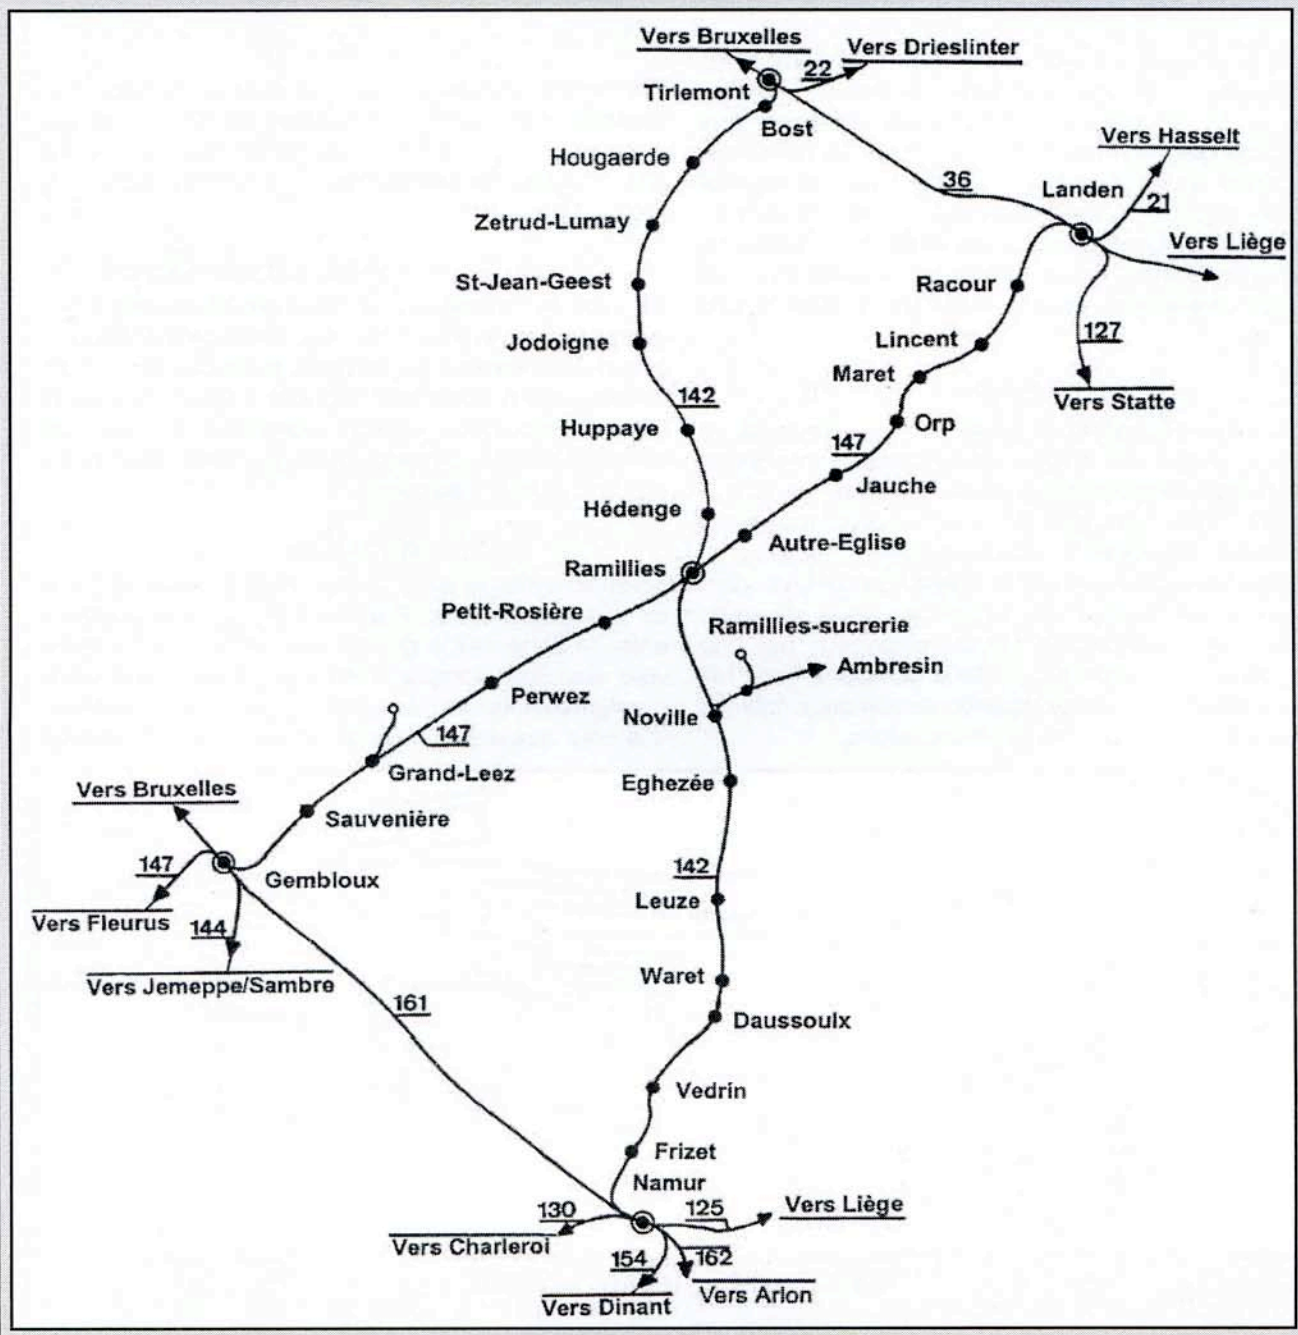 Vers Bruxelles
Vers Drieslinter
22
Tirlemont
Bost
Vers Hasselt
Hougaerde
36
Landen
21
Zetrud-Lumay
Vers Liège
St-Jean-Geest
Racour
127
Jodoigne
Lincent
Maret
Vers Statte
142
Huppaye
Orp
147
Jauche
Hédenge
Autre-Eglise
Ramillies
Petit-Rosière
Ramillies-sucrerie
Ambresin
Perwez
Noville
147
Grand-Leez
Eghezée
Vers Bruxelles
Sauvenière
147
Gembloux
142
Leuze
Vers Fleurus
144
Waret
Vers Jemeppe/Sambre
161
Daussoulx
Vedrin
Frizet
Namur
130
125
Vers Liège
Vers Charleroi
154
162
Vers Dinant
Vers Arlon